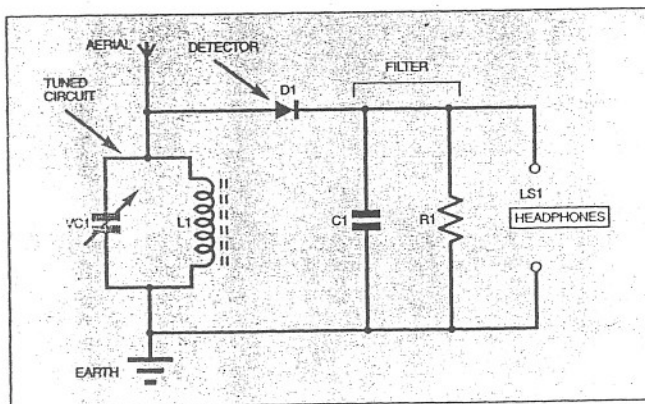 AERIAL
DETECTOR
FILTER
TUNED
CIRCUIT
D1
VC1
L1
C1
R1
LS1
HEADPHONES
EARTH